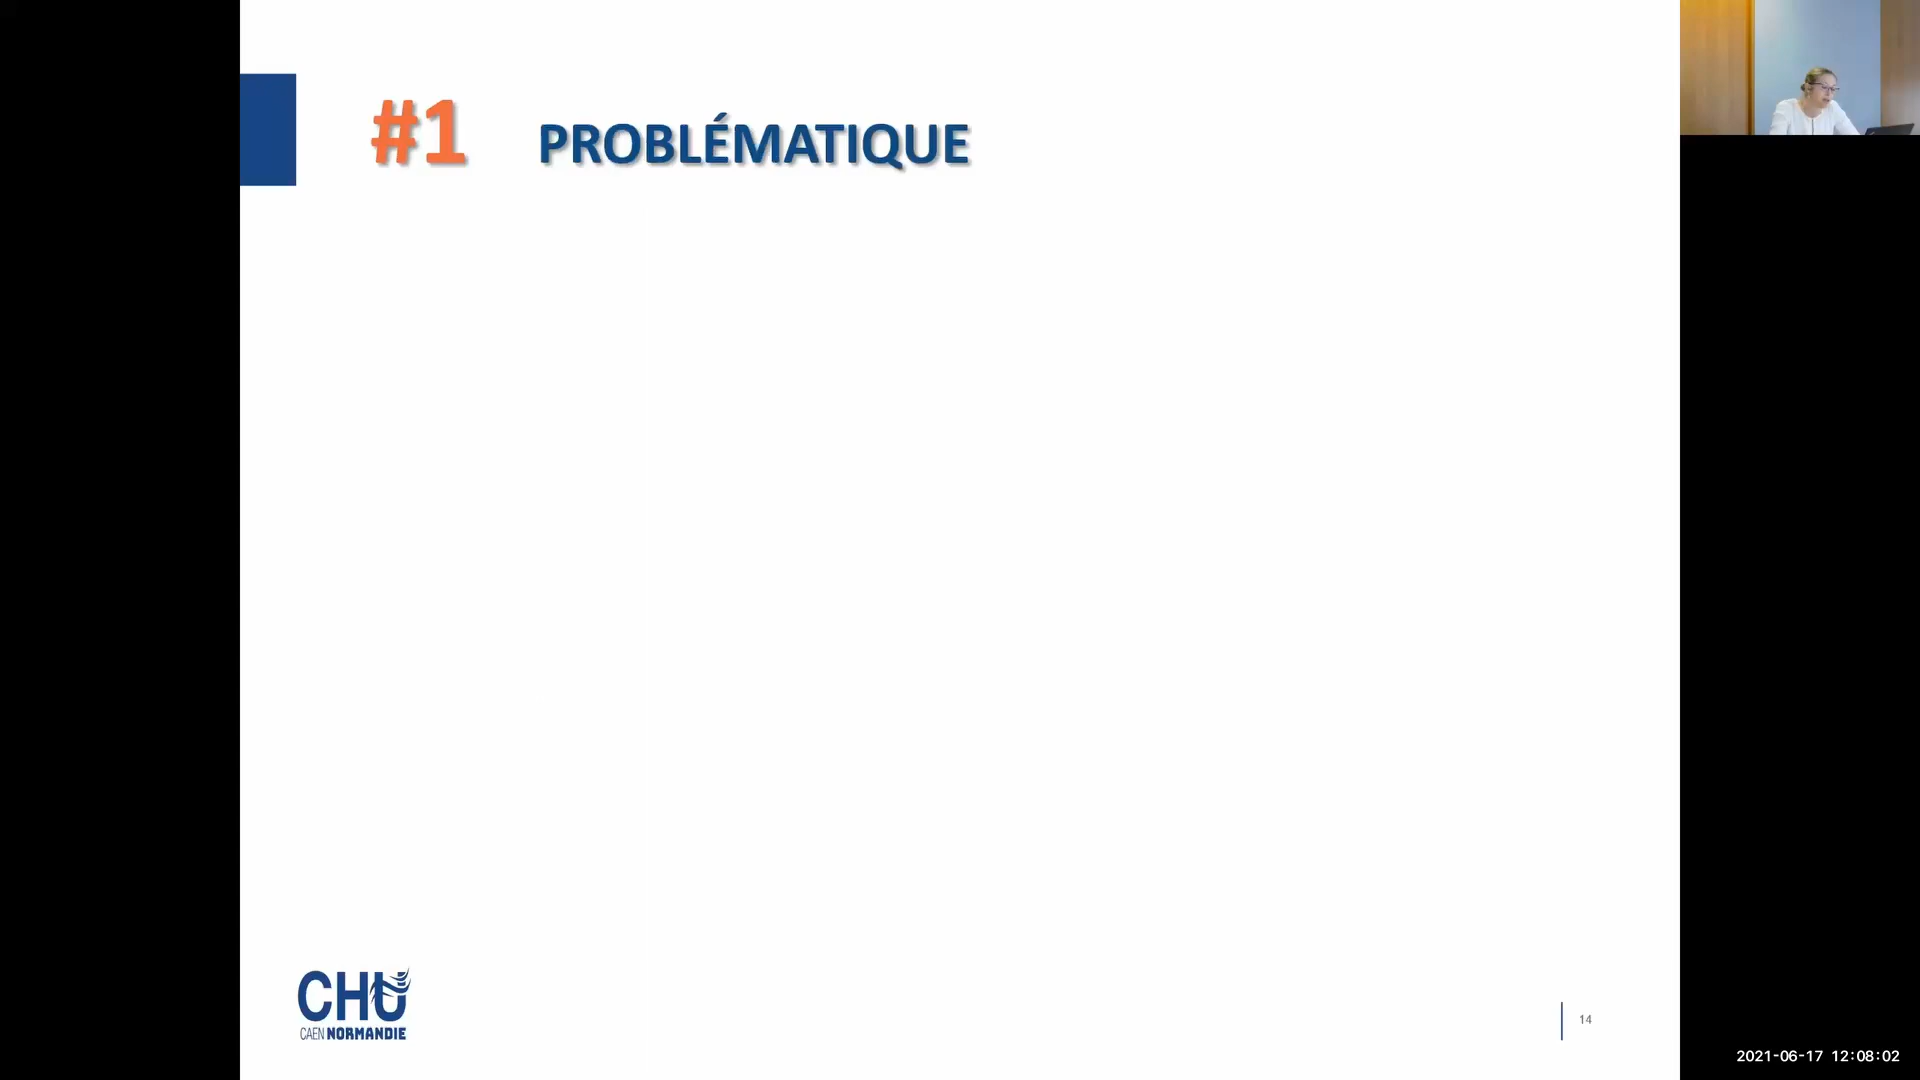 #1 PROBLÉMATIQUE
CHU
CAEN NORMANDIE
14
2021-06-17 12:08:02